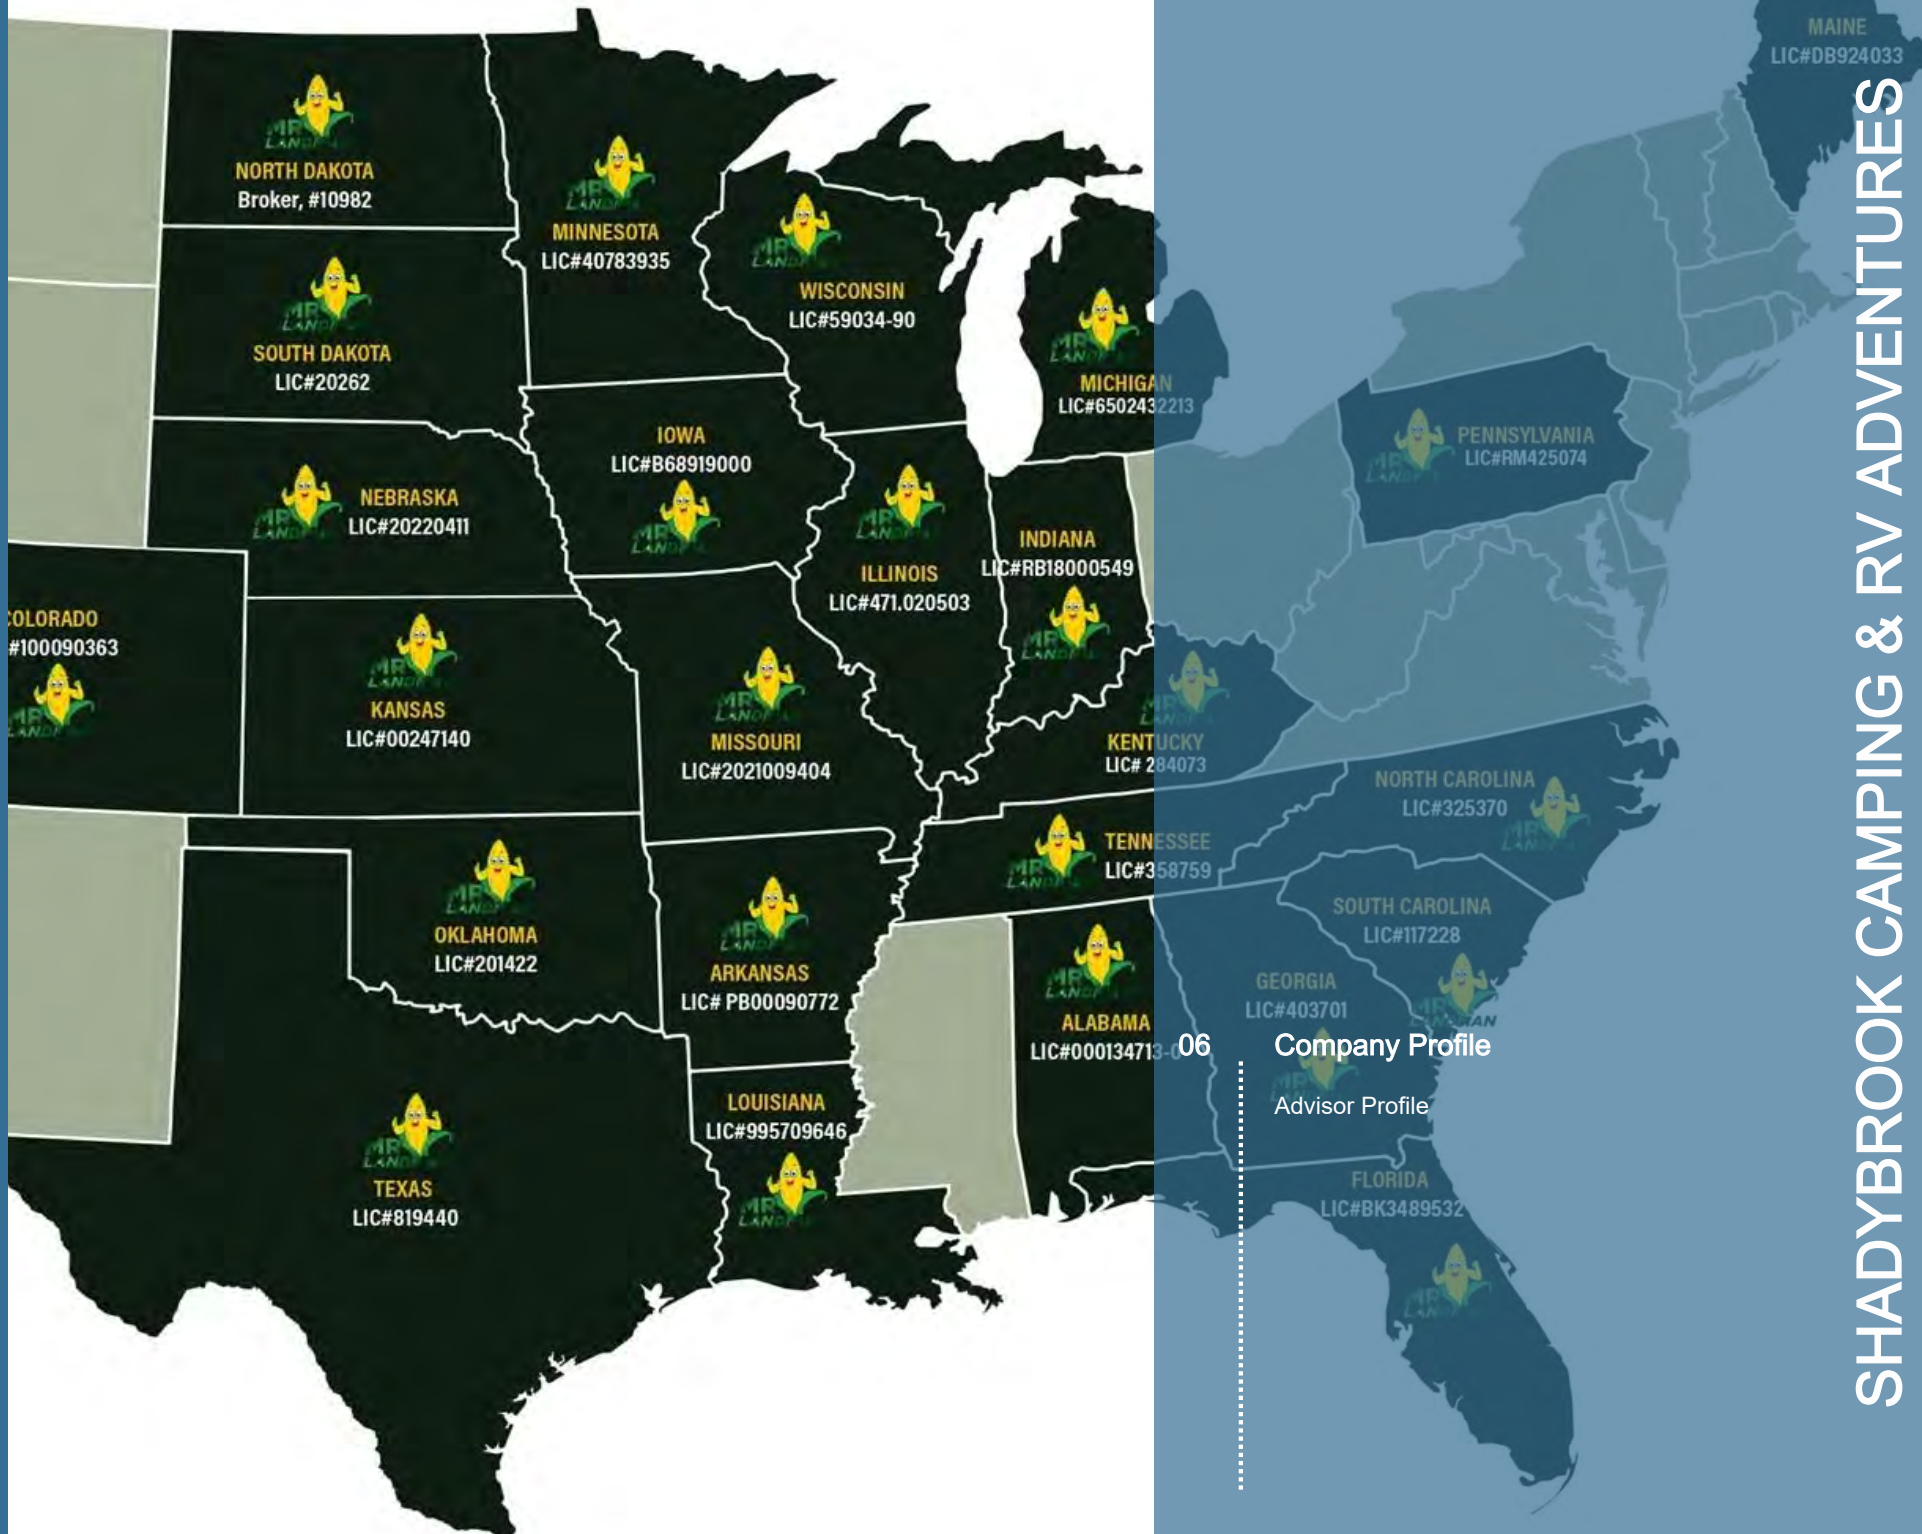 MAINE
LIC#DB924033
NORTH DAKOTA
Broker, #10982
MINNESOTA
LIC#40783935
WISCONSIN
LIC#59034-90
SOUTH DAKOTA
LIC#20262
MICHIGAN
LIC#6502432213
IOWA
LIC#B68919000
PENNSYLVANIA
LIC#RM425074
NEBRASKA
LIC#20220411
INDIANA
LIC#RB18000549
ILLINOIS
LIC#471.020503
COLORADO
#100090363
KANSAS
LIC#00247140
MISSOURI
LIC#2021009404
KENTUCKY
LIC# 284073
NORTH CAROLINA
LIC#325370
TENNESSEE
LIC#358759
OKLAHOMA
LIC#201422
ARKANSAS
LIC# PB00090772
SOUTH CAROLINA
LIC#117228
GEORGIA
LIC#403701
ALABAMA
LIC#000134713-0
LOUISIANA
LIC#995709646
TEXAS
LIC#819440
FLORIDA
LIC#BK3489532
06
Company Profile
Advisor Profile
SHADYBROOK CAMPING & RV ADVENTURES